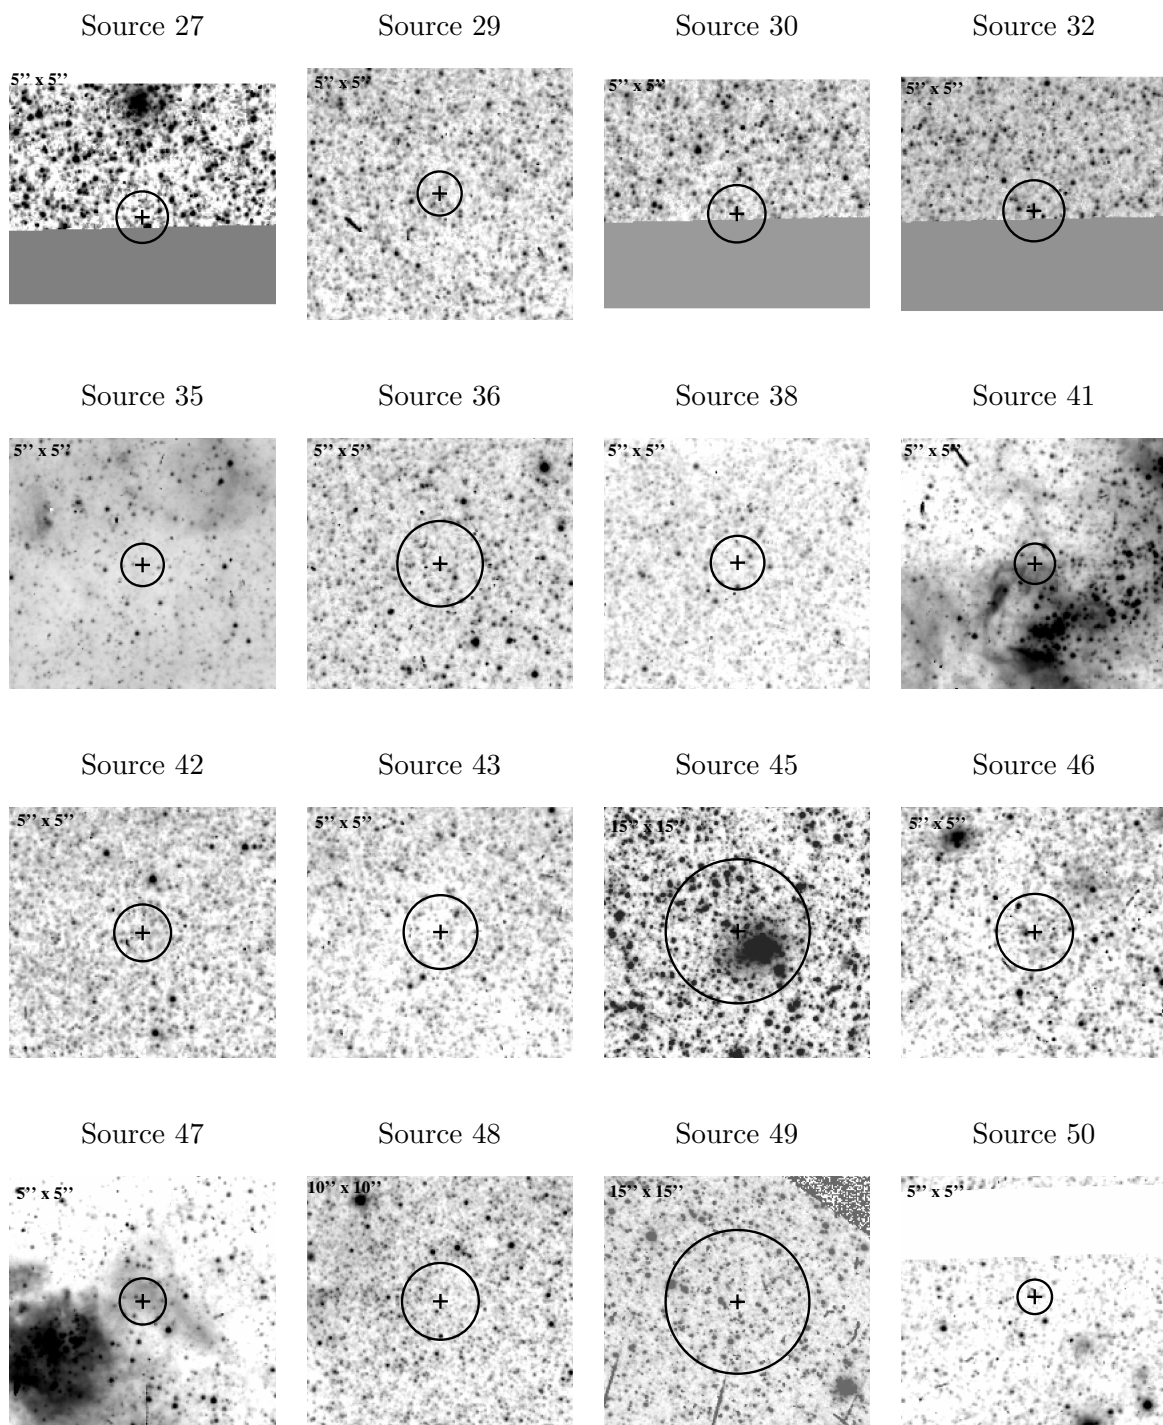 Source 27 Source 29 Source 30 Source 32
5’’ x 5’’ 5’’ x 5’’ 5’’ x 5’’ 5’’ x 5’’
Source 35 Source 36 Source 38 Source 41
5’’ x 5’’ 5’’ x 5’’ 5’’ x 5’’ 5’’ x 5’’
Source 42 Source 43 Source 45 Source 46
5’’ x 5’’ 5’’ x 5’’ 15’’ x 15’’ 5’’ x 5’’
Source 47 Source 48 Source 49 Source 50
5’’ x 5’’ 10’’ x 10’’ 15’’ x 15’’ 5’’ x 5’’